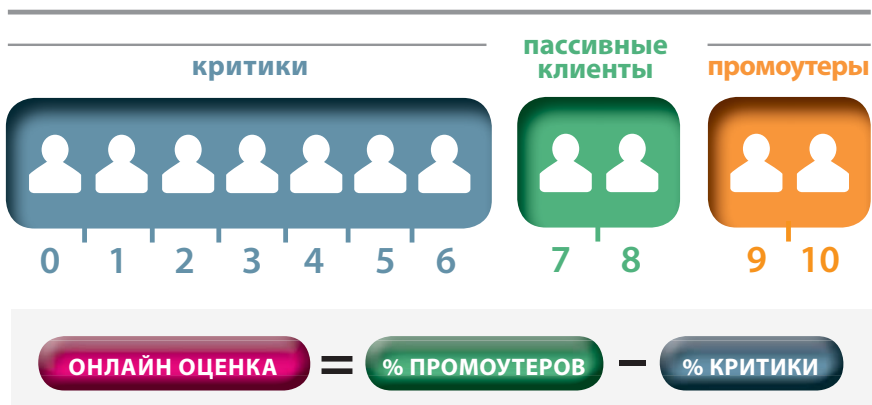 критики
пассивные
клиенты
промоутеры
0 1 2 3 4 5 6
7 8
9 10
ОНЛАЙН ОЦЕНКА = % ПРОМОУТЕРОВ – % КРИТИКИ